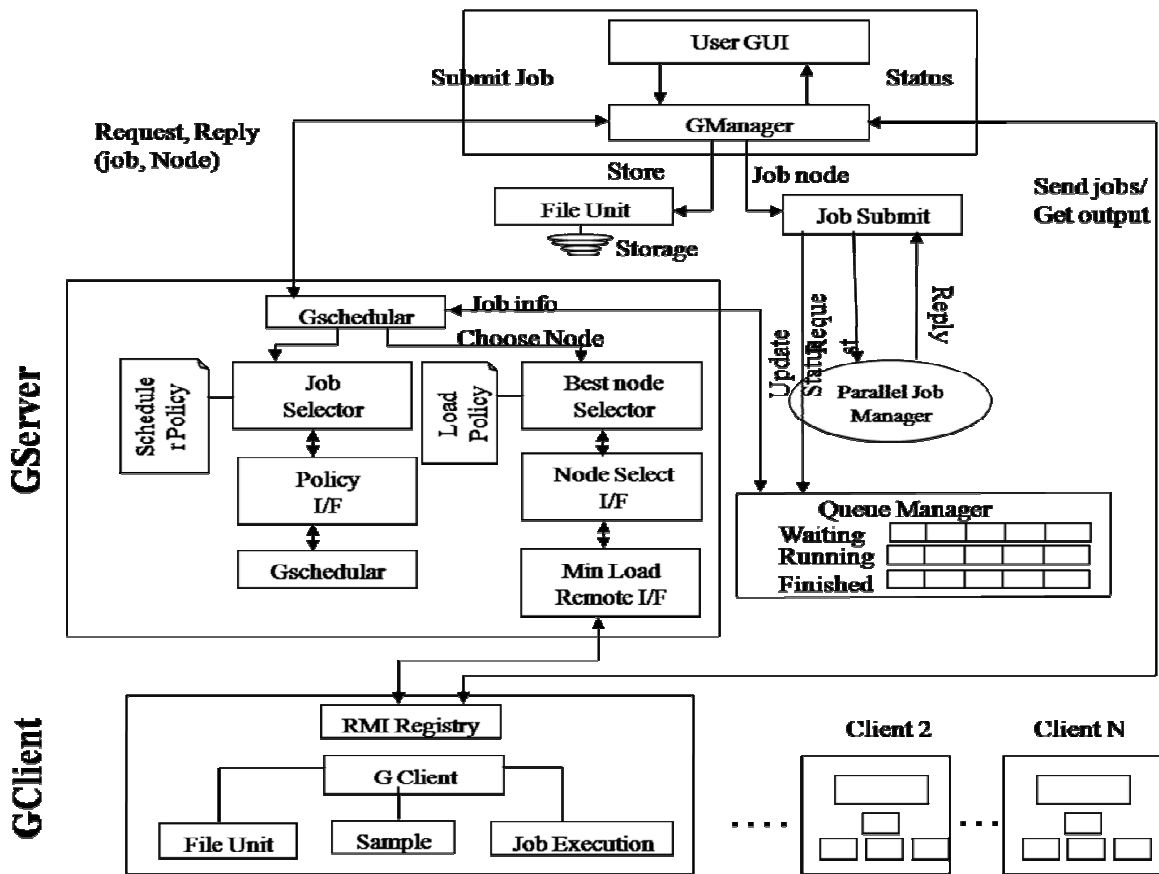 User GUI
Submit Job
Status
GManager
Request, Reply
(job, Node)
Store
Job node
Send jobs/
Get output
File Unit
Job Submit
Storage
GServer
Gschedular
Job info
Choose Node
Update
Status
Reque
st
Reply
Schedule
r Policy
Job
Selector
Load
Policy
Best node
Selector
Parallel Job
Manager
Policy
I/F
Node Select
I/F
Gschedular
Min Load
Remote I/F
Queue Manager
Waiting
Running
Finished
GClient
RMI Registry
G Client
File Unit
Sample
Job Execution
Client 2
Client N
.....
...